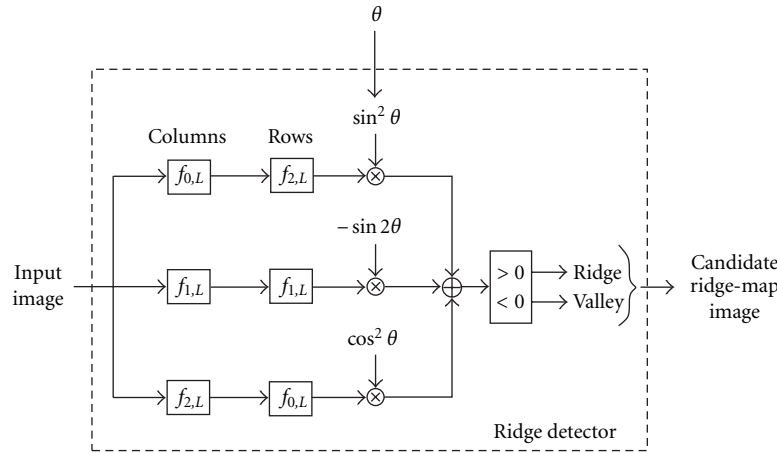 θ
sin² θ
Columns
Rows
f0,L
f2,L
− sin 2θ
Input
image
f1,L
f1,L
> 0
< 0
Ridge
Valley
Candidate
ridge-map
image
cos² θ
f2,L
f0,L
Ridge detector